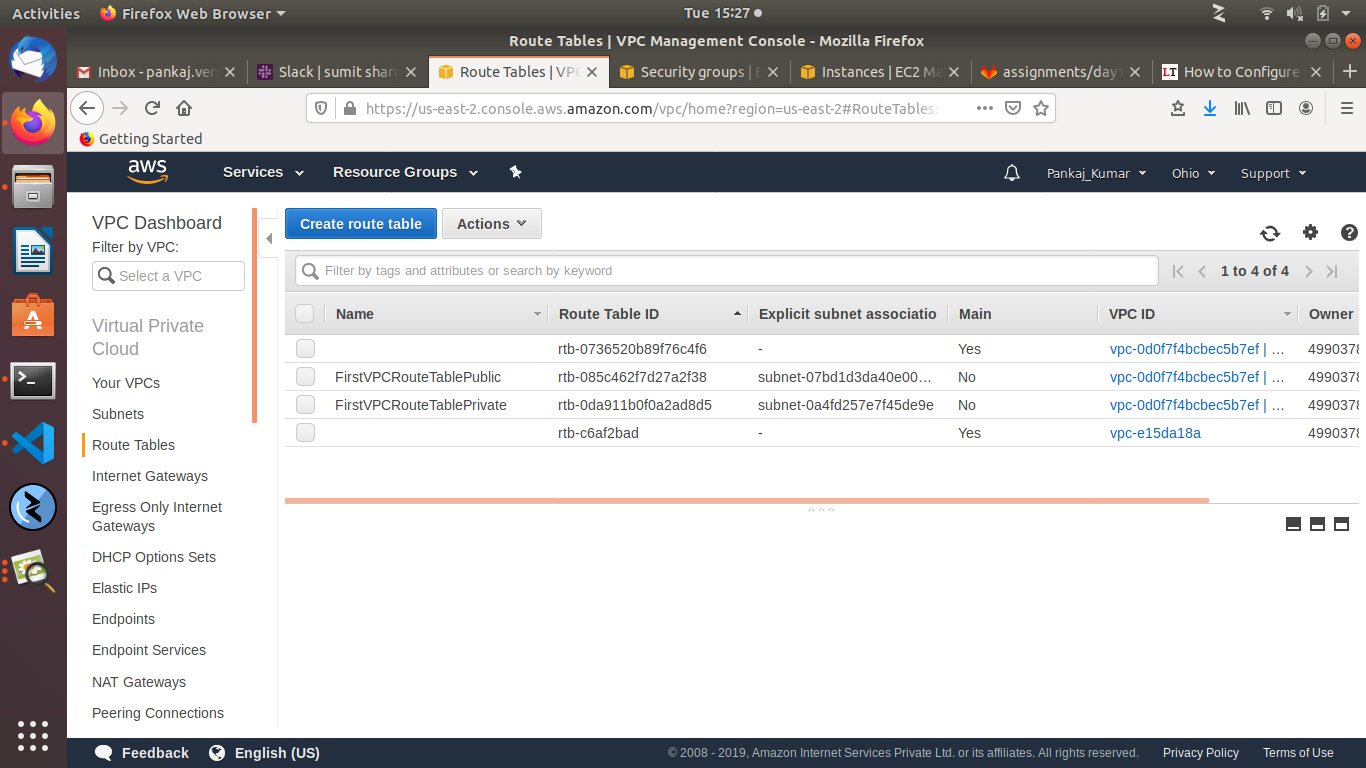 Activities Firefox Web Browser Tue 15:27
Route Tables | VPC Management Console - Mozilla Firefox
Inbox - pankaj.ver Slack | sumit shar Route Tables | VPC Security groups | E Instances | EC2 Ma assignments/day1 LT How to Configure
https://us-east-2.console.aws.amazon.com/vpc/home?region=us-east-2#RouteTables:
Getting Started
aws Services Resource Groups Pankaj_Kumar Ohio Support
VPC Dashboard
Filter by VPC:
Select a VPC
Virtual Private
Cloud
Your VPCs
Subnets
Route Tables
Internet Gateways
Egress Only Internet
Gateways
DHCP Options Sets
Elastic IPs
Endpoints
Endpoint Services
NAT Gateways
Peering Connections
Create route table Actions
Filter by tags and attributes or search by keyword 1 to 4 of 4
Name Route Table ID Explicit subnet associatio Main VPC ID Owner
rtb-0736520b89f76c4f6 - Yes vpc-0d0f7f4bcbec5b7ef | ... 4990378
FirstVPCRouteTablePublic rtb-085c462f7d27a2f38 subnet-07bd1d3da40e00... No vpc-0d0f7f4bcbec5b7ef | ... 4990378
FirstVPCRouteTablePrivate rtb-0da911b0f0a2ad8d5 subnet-0a4fd257e7f45de9e No vpc-0d0f7f4bcbec5b7ef | ... 4990378
rtb-c6af2bad - Yes vpc-e15da18a 4990378
Feedback English (US) © 2008 - 2019, Amazon Internet Services Private Ltd. or its affiliates. All rights reserved. Privacy Policy Terms of Use